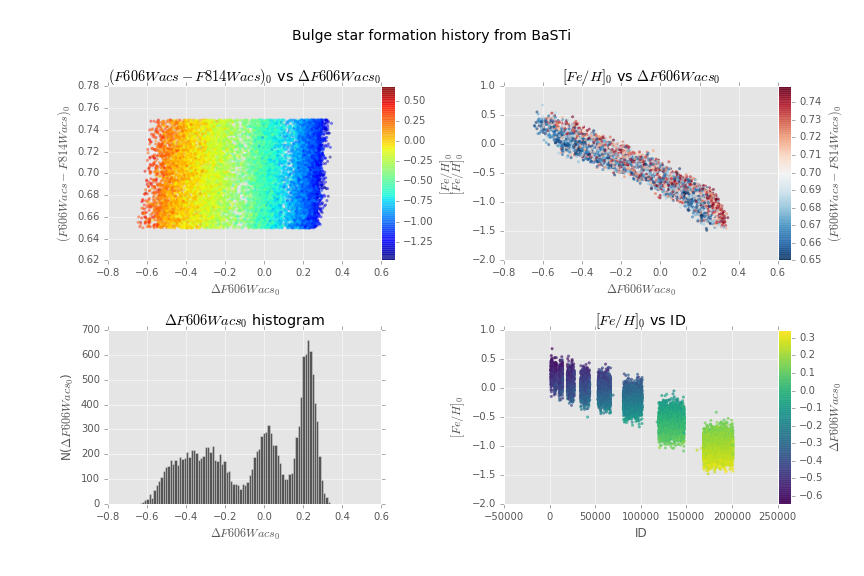 Bulge star formation history from BaSTi
(F606Wacs − F814Wacs)₀ vs ΔF606Wacs₀
0.78
0.76
0.74
0.72
0.70
0.68
0.66
0.64
0.62
(F606Wacs − F814Wacs)₀
−0.8 −0.6 −0.4 −0.2 0.0 0.2 0.4 0.6
ΔF606Wacs₀
0.50
0.25
0.00
−0.25
−0.50
−0.75
−1.00
−1.25
[Fe/H]₀
[Fe/H]₀
[Fe/H]₀ vs ΔF606Wacs₀
1.0
0.5
0.0
−0.5
−1.0
−1.5
−2.0
−0.8 −0.6 −0.4 −0.2 0.0 0.2 0.4 0.6
ΔF606Wacs₀
0.74
0.73
0.72
0.71
0.70
0.69
0.68
0.67
0.66
0.65
(F606Wacs − F814Wacs)₀
ΔF606Wacs₀ histogram
700
600
500
400
300
200
100
0
N(ΔF606Wacs₀)
−0.8 −0.6 −0.4 −0.2 0.0 0.2 0.4 0.6
ΔF606Wacs₀
[Fe/H]₀ vs ID
1.0
0.5
0.0
−0.5
−1.0
−1.5
−2.0
[Fe/H]₀
−50000 0 50000 100000 150000 200000 250000
ID
0.3
0.2
0.1
0.0
−0.1
−0.2
−0.3
−0.4
−0.5
−0.6
ΔF606Wacs₀